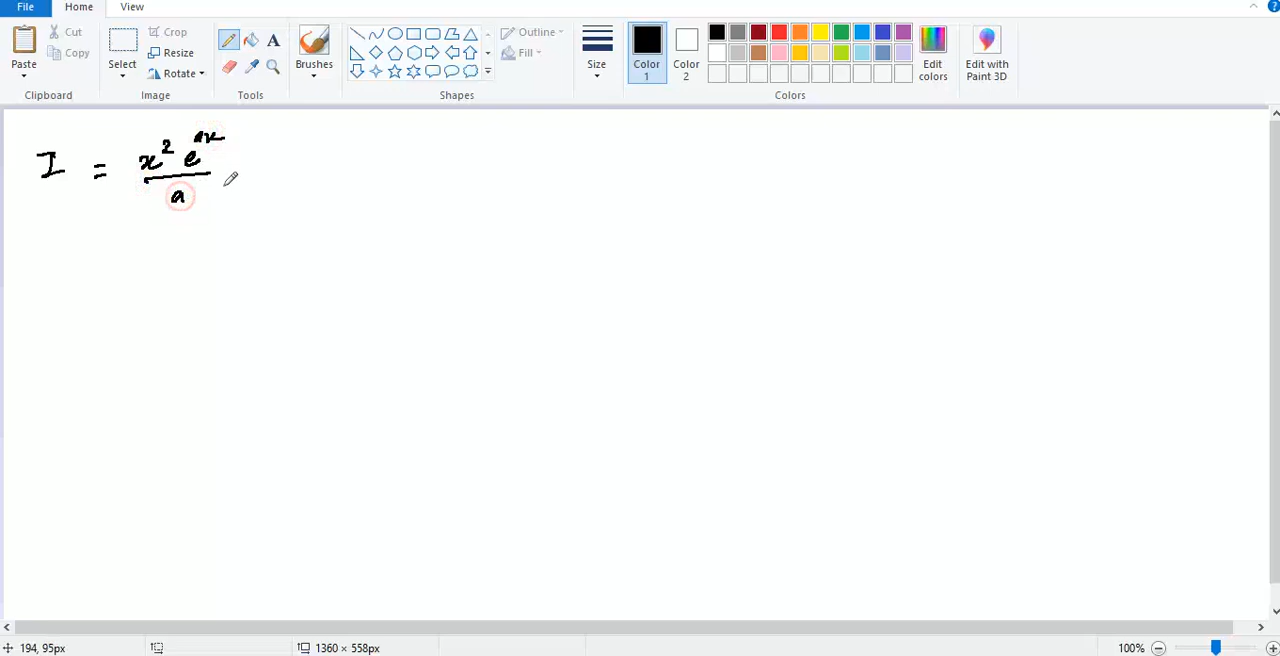 File Home View
Paste Cut Copy Clipboard
Select Crop Resize Rotate Image
A Tools
Brushes
Shapes Outline Fill
Size
Color 1 Color 2 Edit colors Edit with Paint 3D Colors
I = x² e^{ax} / a
194, 95px 1360 × 558px 100%